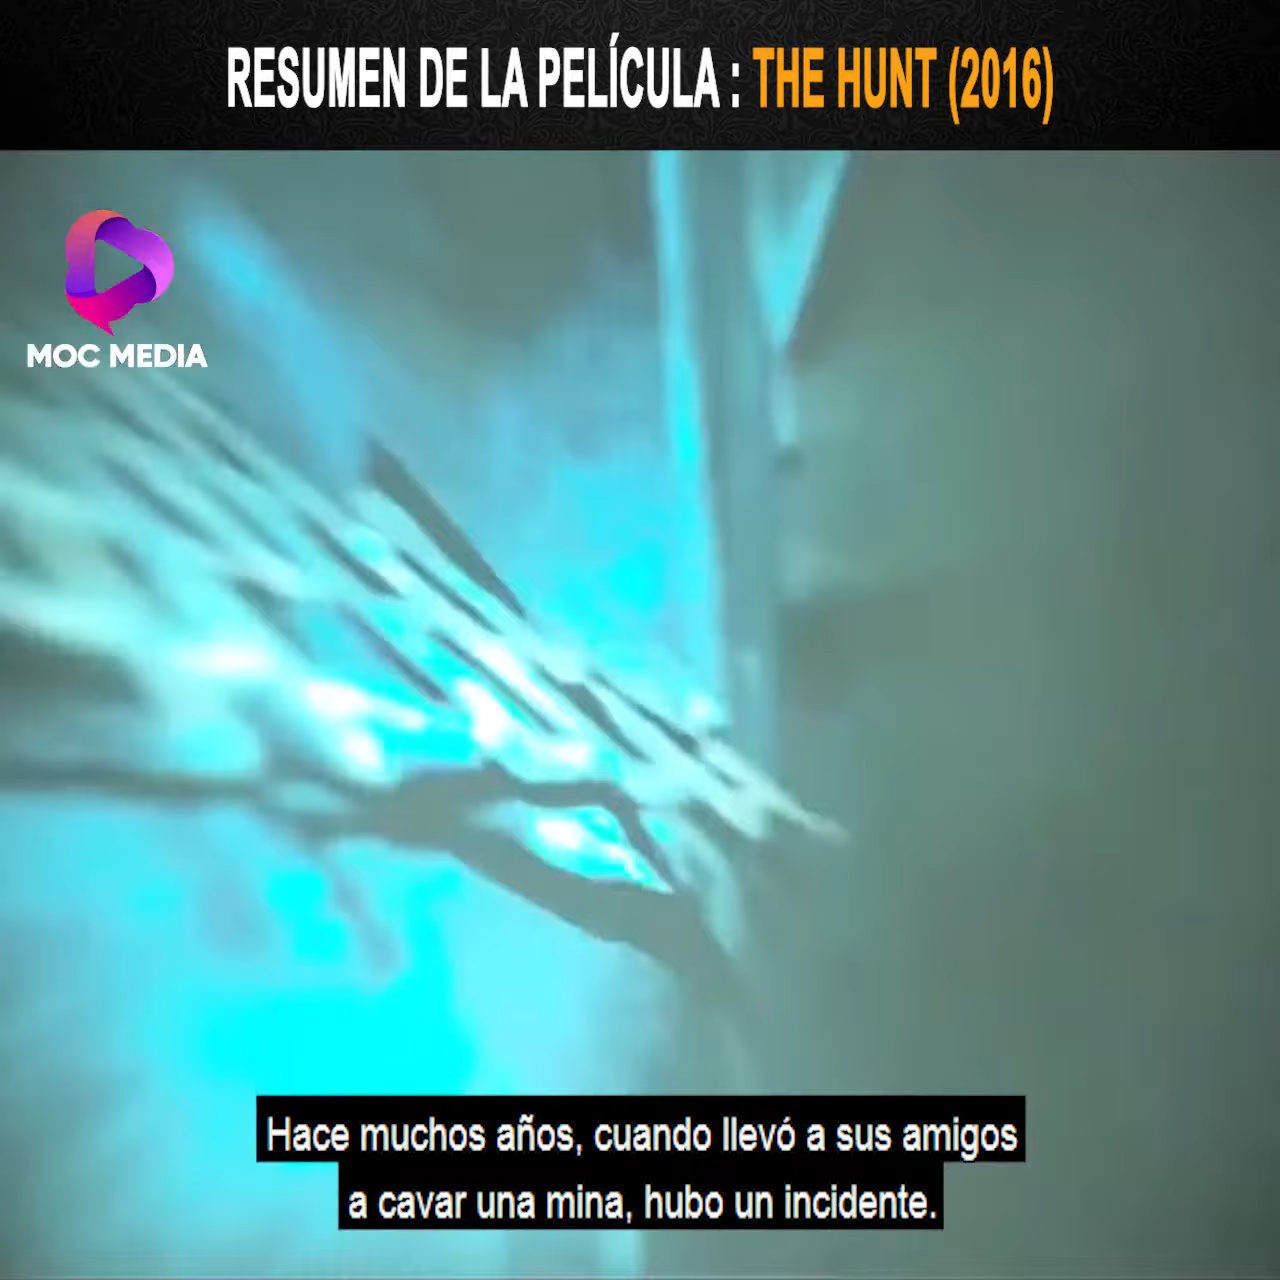 RESUMEN DE LA PELÍCULA : THE HUNT (2016)
MOC MEDIA
Hace muchos años, cuando llevó a sus amigos
a cavar una mina, hubo un incidente.